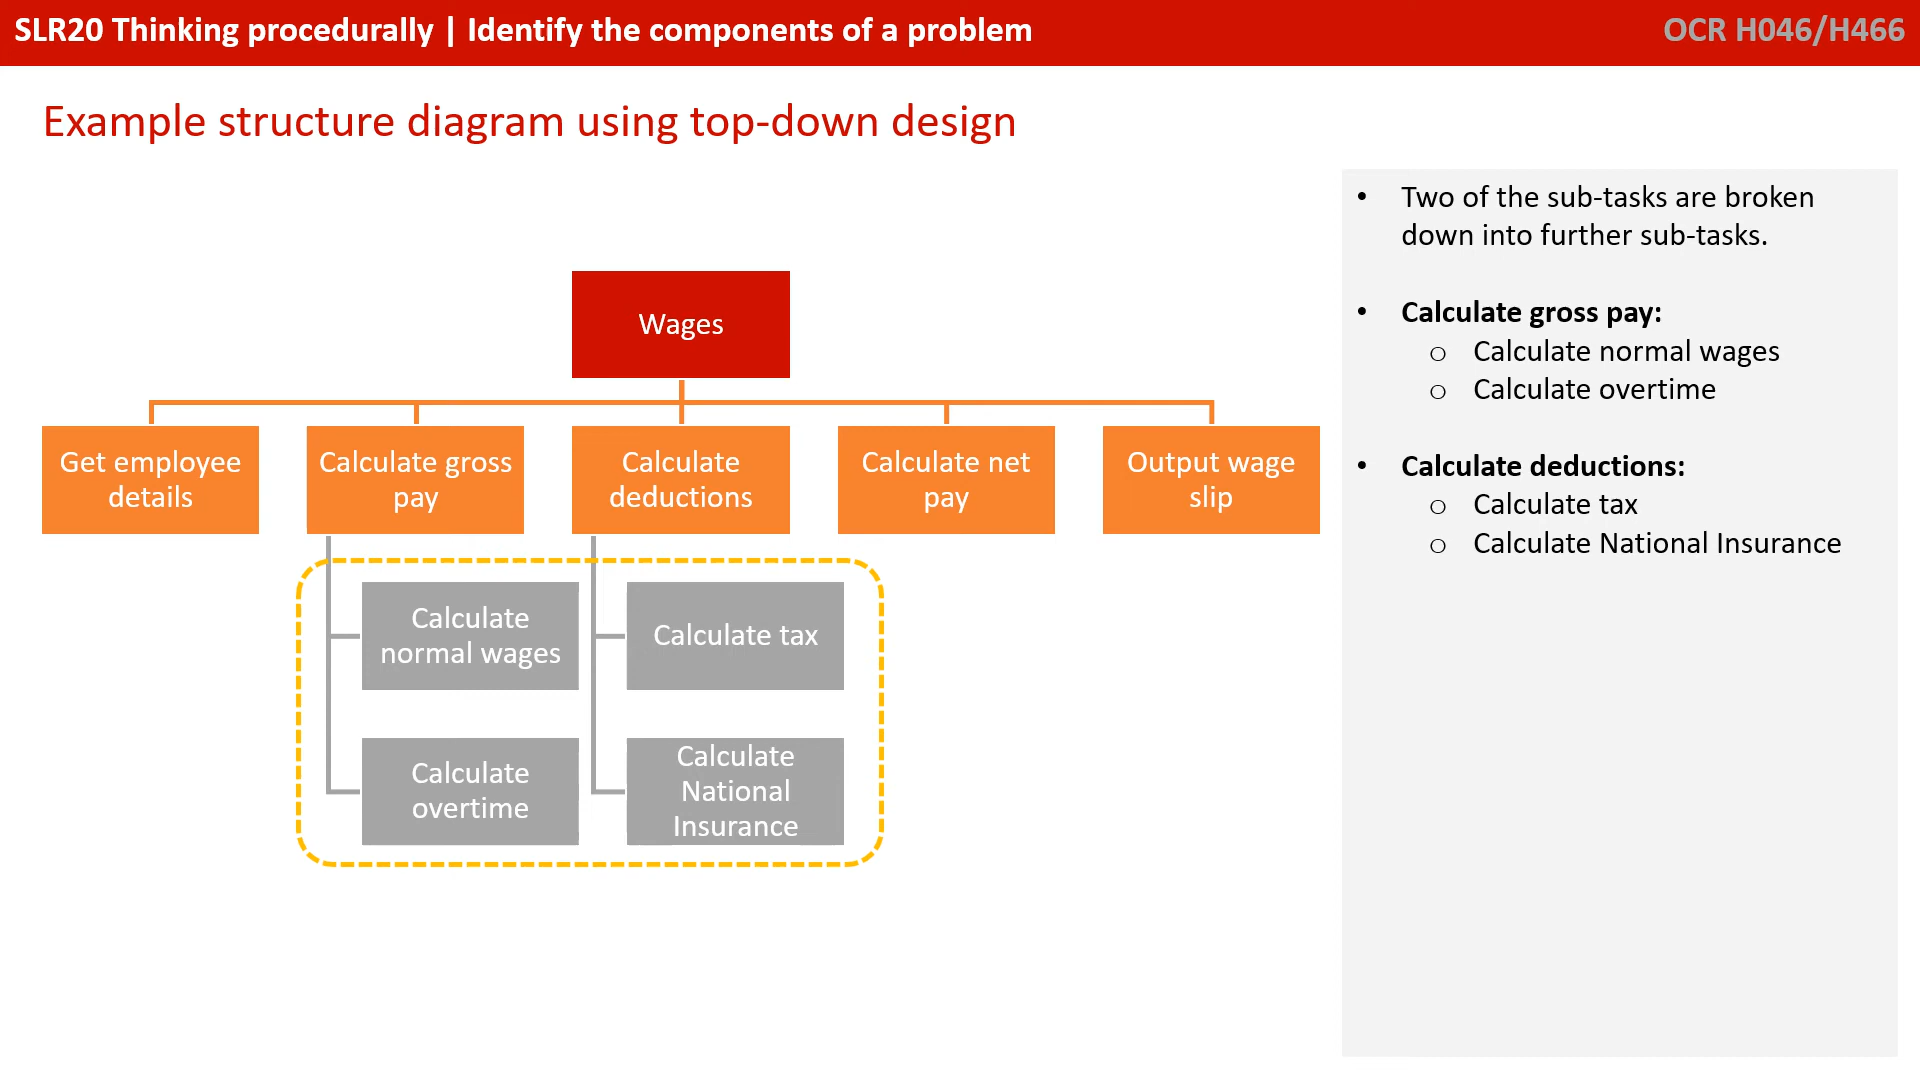 SLR20 Thinking procedurally | Identify the components of a problem
OCR H046/H466
Example structure diagram using top-down design
Wages
Get employee
details
Calculate gross
pay
Calculate
deductions
Calculate net
pay
Output wage
slip
Calculate
normal wages
Calculate tax
Calculate
overtime
Calculate
National
Insurance
• Two of the sub-tasks are broken
down into further sub-tasks.
• Calculate gross pay:
o Calculate normal wages
o Calculate overtime
• Calculate deductions:
o Calculate tax
o Calculate National Insurance